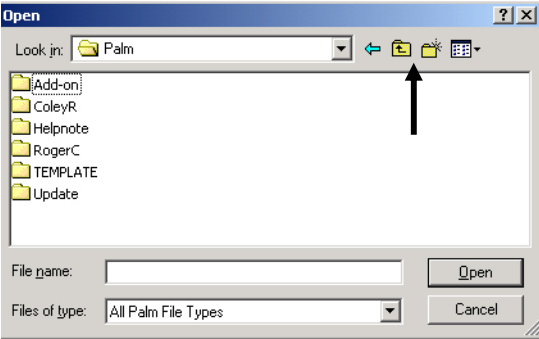 Open
Look in: Palm
Add-on
ColeyR
Helpnote
RogerC
TEMPLATE
Update
File name: Open
Files of type: All Palm File Types Cancel